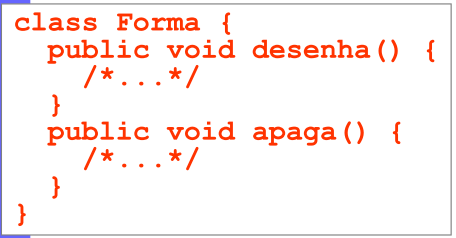 class Forma {
  public void desenha() {
    /*...*/
  }
  public void apaga() {
    /*...*/
  }
}